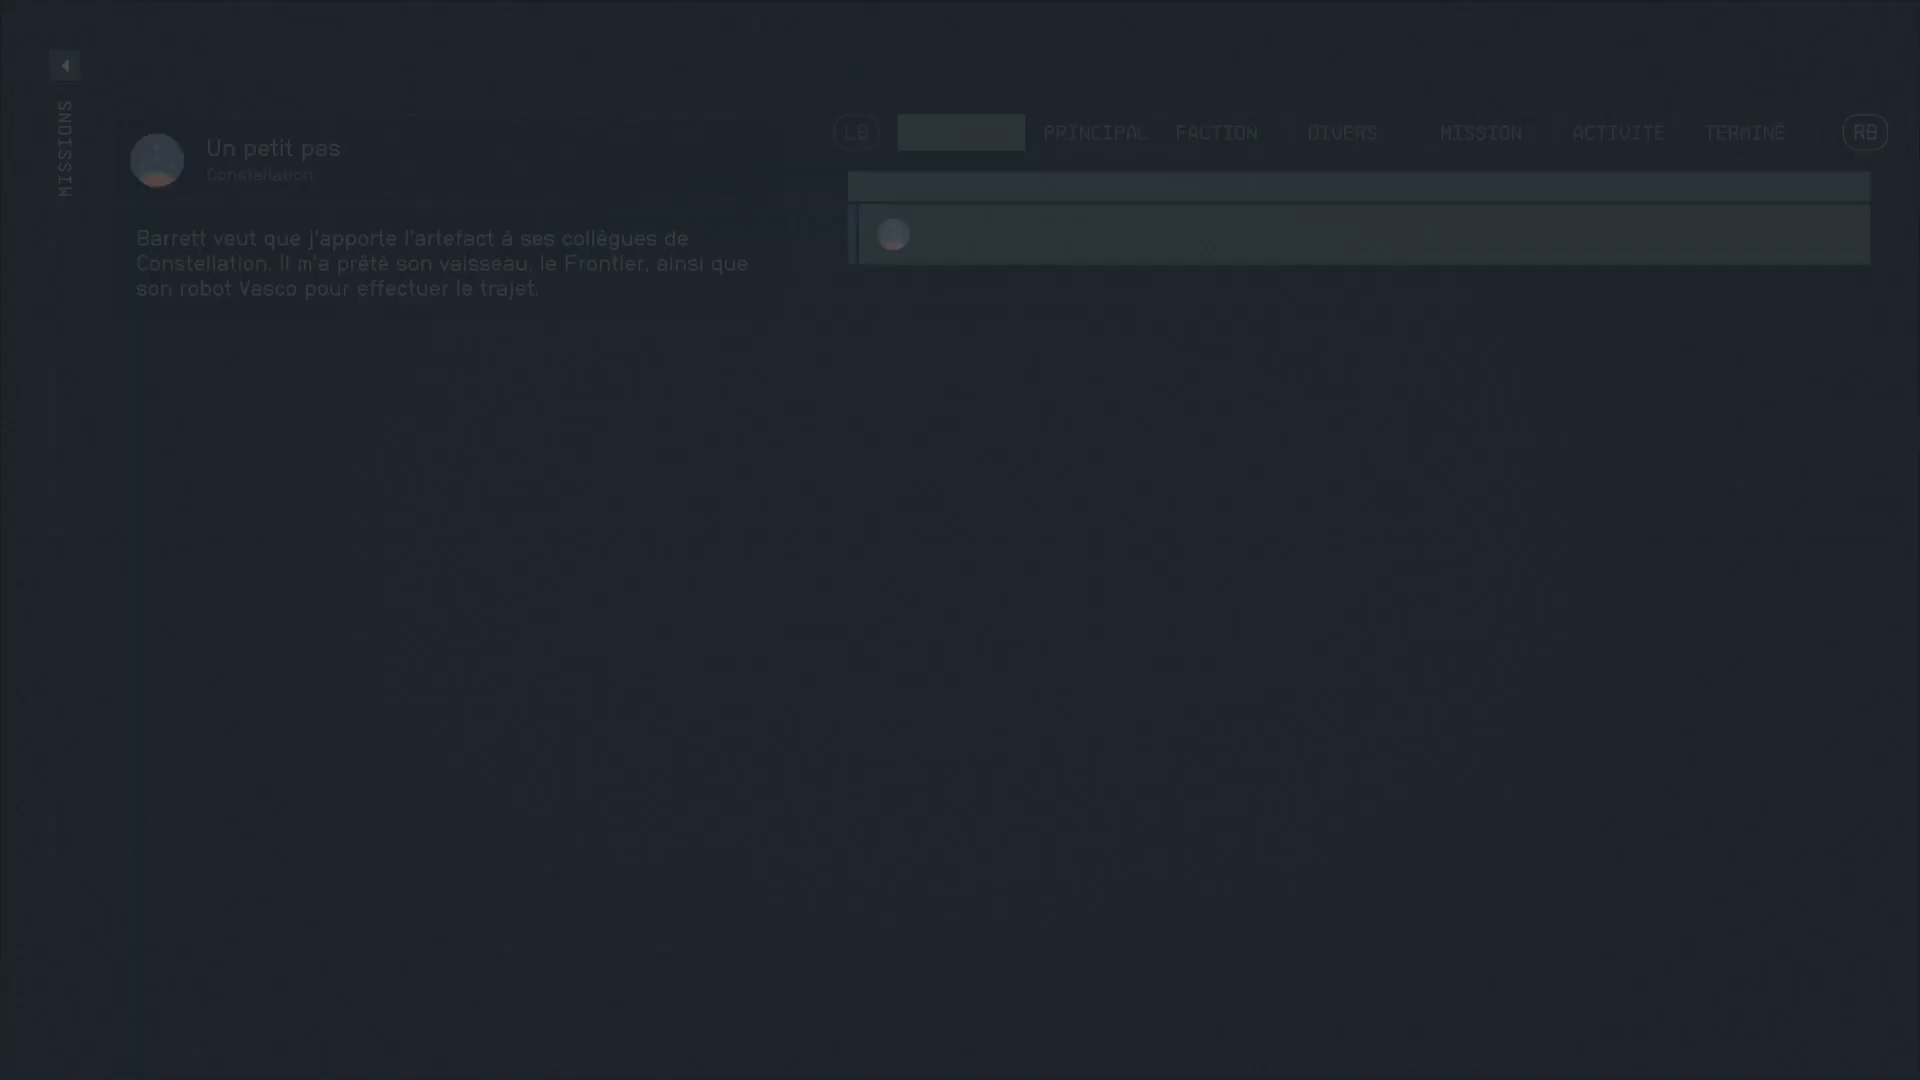 MISSIONS
Un petit pas
Constellation
Barrett veut que j'apporte l'artefact à ses collègues de
Constellation. Il m'a prêté son vaisseau, le Frontier, ainsi que
son robot Vasco pour effectuer le trajet.
LB PRINCIPAL FACTION DIVERS MISSION ACTIVITÉ TERMINÉ RB